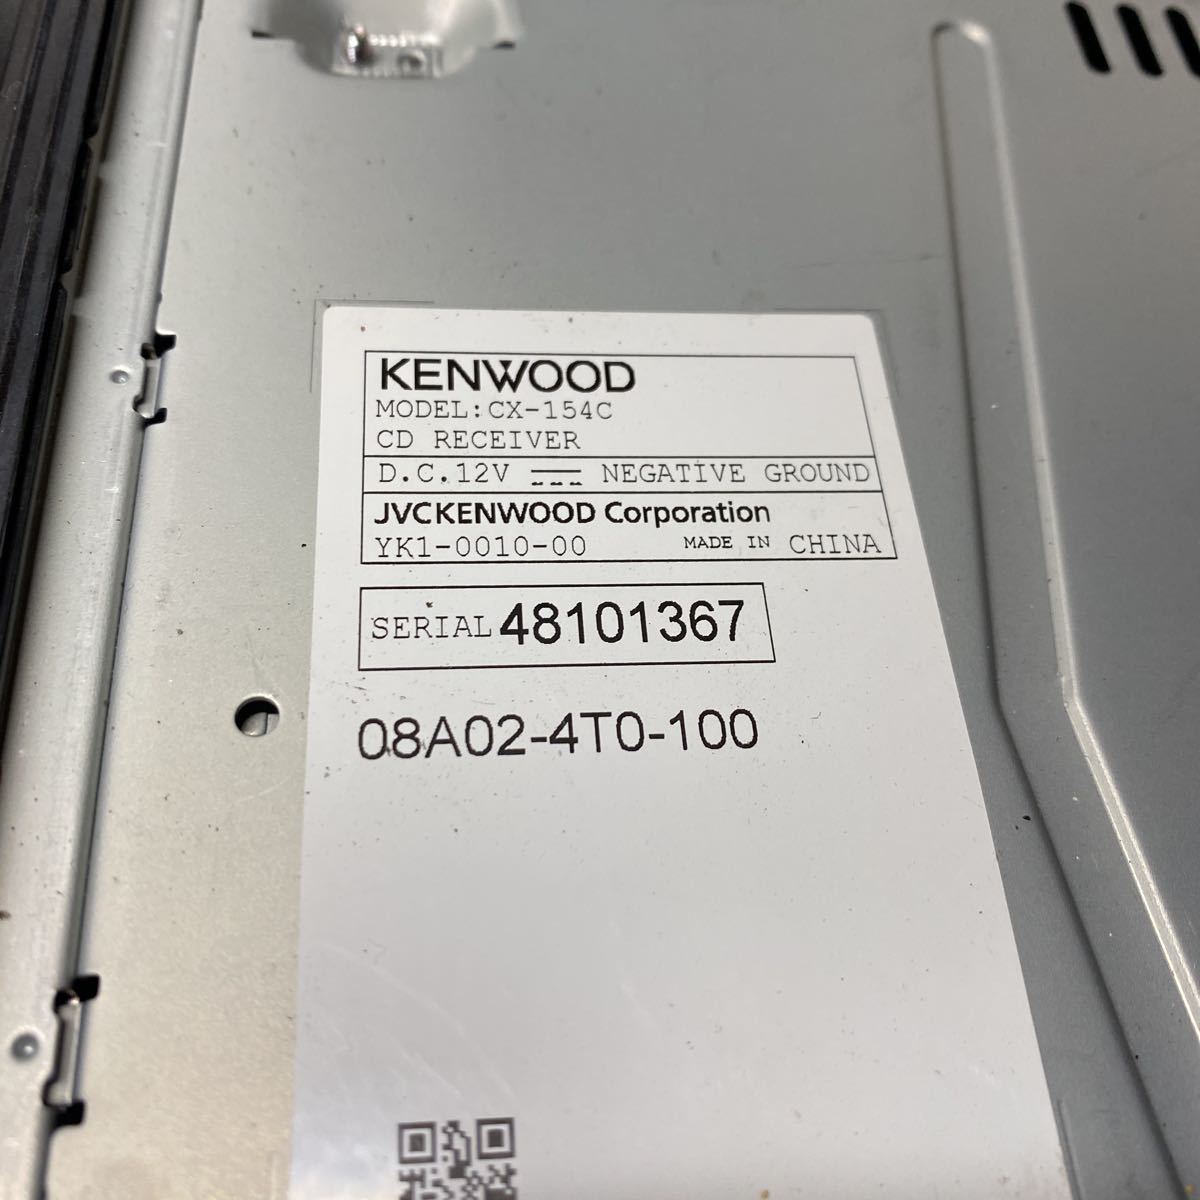 KENWOOD
MODEL:CX-154C
CD RECEIVER
D.C.12V NEGATIVE GROUND
JVCKENWOOD Corporation
YK1-0010-00 MADE IN CHINA
SERIAL 48101367
08A02-4T0-100